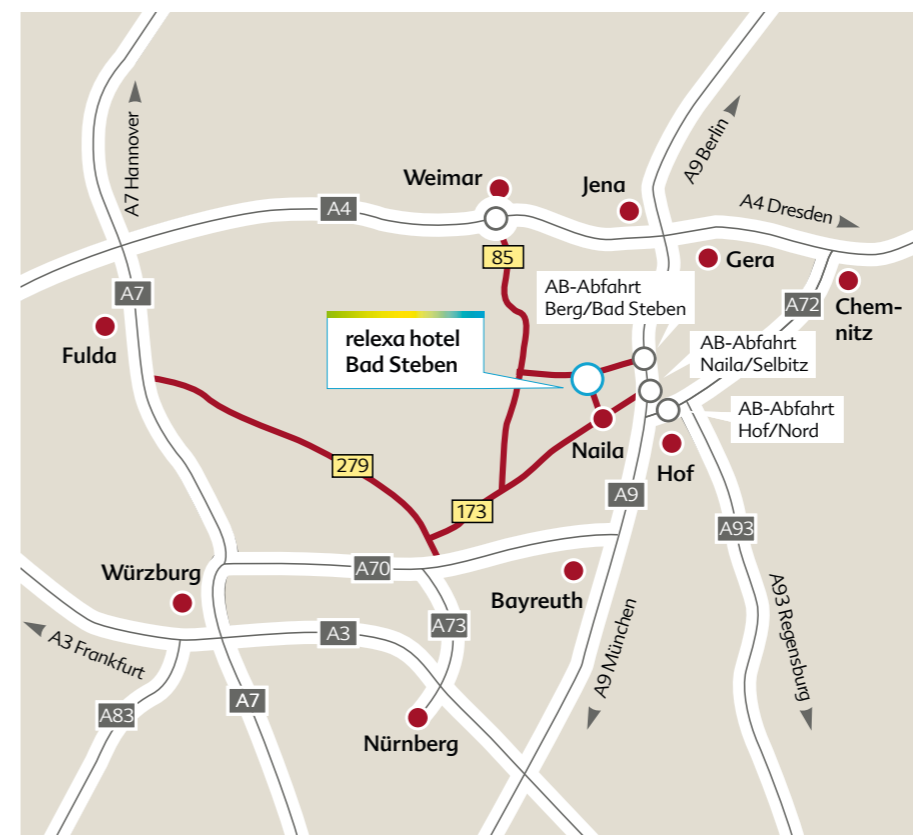 A7 Hannover
A9 Berlin
Weimar
Jena
A4
A4 Dresden
85
Gera
AB-Abfahrt
Berg/Bad Steben
A7
A72
Chem-
nitz
Fulda
relexa hotel
Bad Steben
AB-Abfahrt
Naila/Selbitz
AB-Abfahrt
Hof/Nord
Naila
Hof
279
A9
173
A93
A70
Würzburg
Bayreuth
A73
A3
A3 Frankfurt
A9 München
A93 Regensburg
A7
A83
Nürnberg